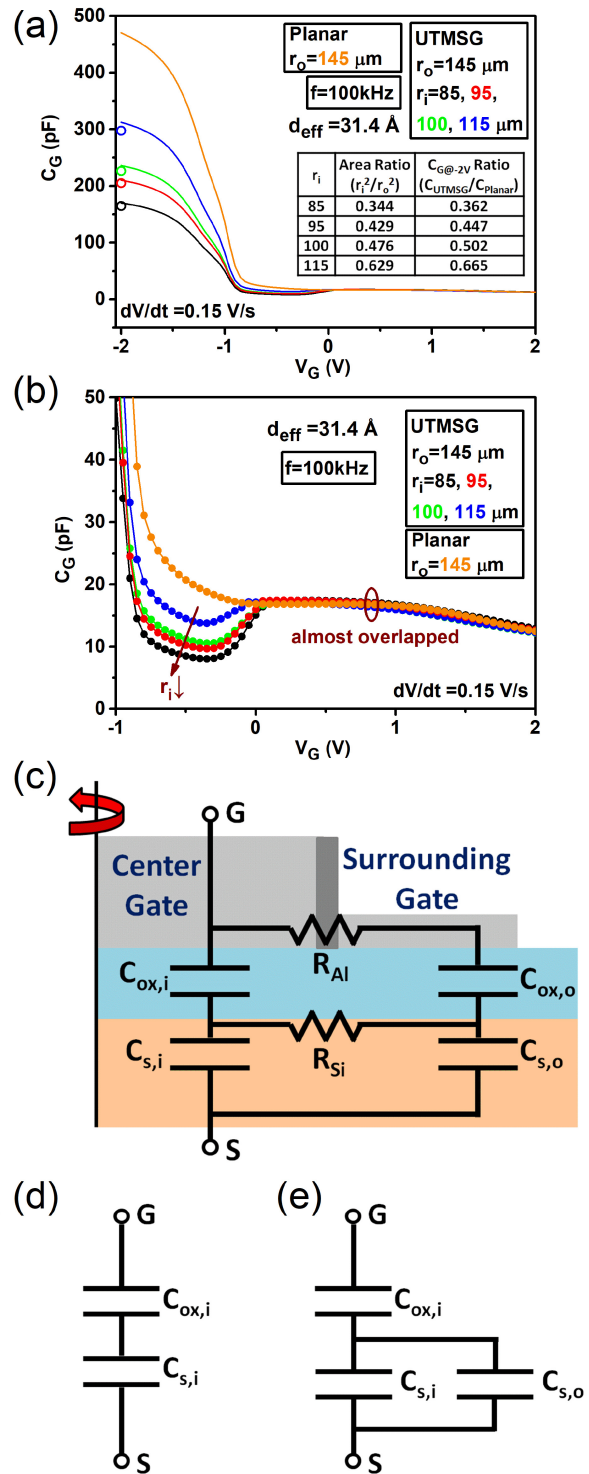 (a)
Planar
r_o=145 μm
f=100kHz
d_eff=31.4 Å
UTMSG
r_o=145 μm
r_i=85, 95,
100, 115 μm
r_i Area Ratio (r_i²/r_o²) C_G@-2V Ratio (C_UTMSG/C_Planar)
85 0.344 0.362
95 0.429 0.447
100 0.476 0.502
115 0.629 0.665
500
400
300
200
100
0
C_G (pF)
dV/dt =0.15 V/s
-2 -1 0 1 2
V_G (V)
(b)
d_eff=31.4 Å
f=100kHz
UTMSG
r_o=145 μm
r_i=85, 95,
100, 115 μm
Planar
r_o=145 μm
50
40
30
20
10
0
C_G (pF)
almost overlapped
r_i↓
dV/dt =0.15 V/s
-1 0 1 2
V_G (V)
(c)
G
Center
Gate
Surrounding
Gate
R_Al
C_ox,i
C_ox,o
R_Si
C_s,i
C_s,o
S
(d)
G
C_ox,i
C_s,i
S
(e)
G
C_ox,i
C_s,i
C_s,o
S